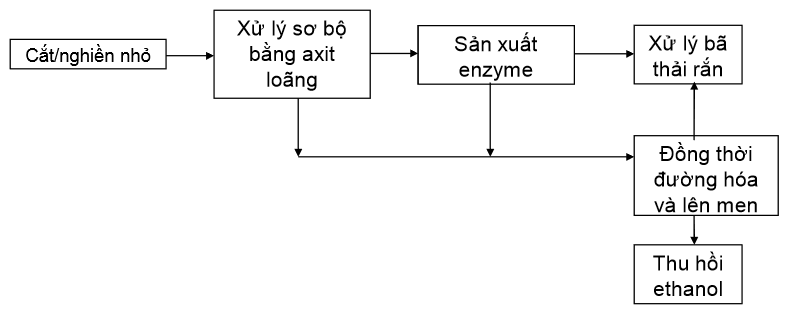 Cắt/nghiền nhỏ
Xử lý sơ bộ
bằng axit
loãng
Sản xuất
enzyme
Xử lý bã
thải rắn
Đồng thời
đường hóa
và lên men
Thu hồi
ethanol